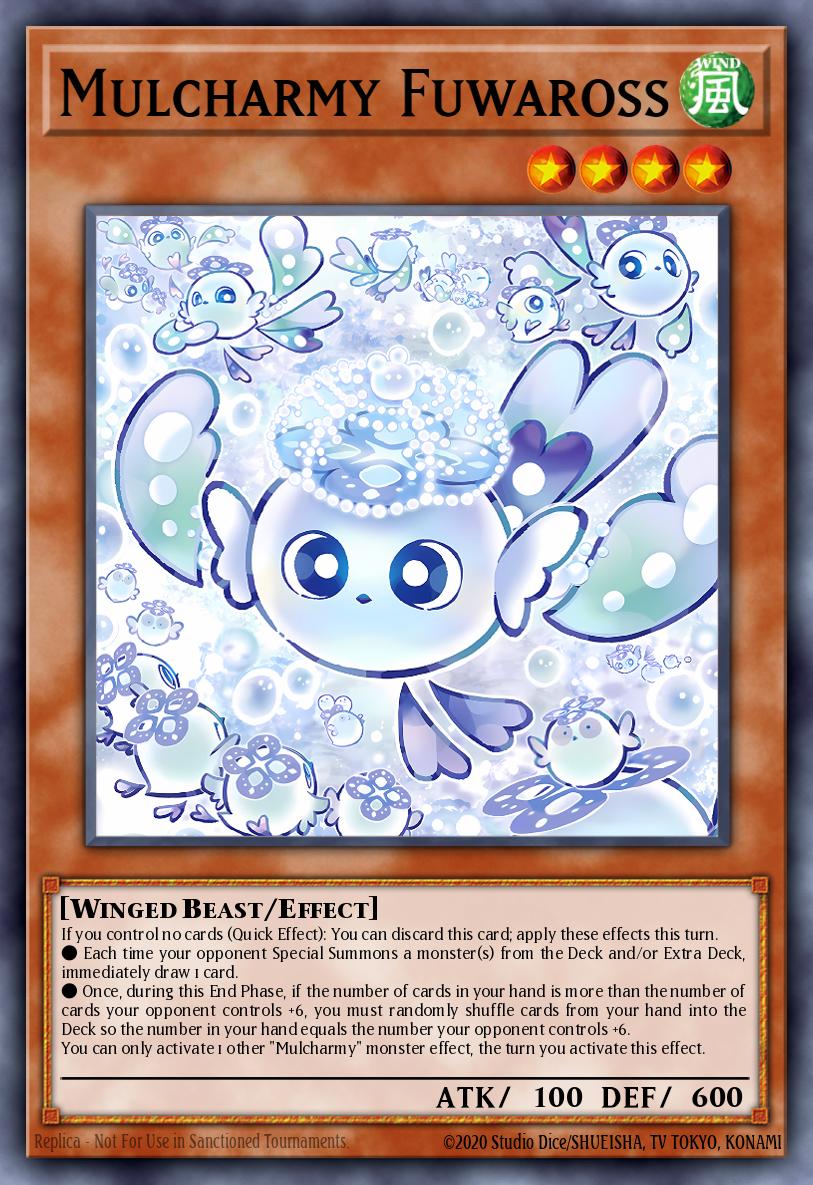 Mulcharmy Fuwaross
WIND
風
[Winged Beast/Effect]
If you control no cards (Quick Effect): You can discard this card; apply these effects this turn.
● Each time your opponent Special Summons a monster(s) from the Deck and/or Extra Deck,
immediately draw 1 card.
● Once, during this End Phase, if the number of cards in your hand is more than the number of
cards your opponent controls +6, you must randomly shuffle cards from your hand into the
Deck so the number in your hand equals the number your opponent controls +6.
You can only activate 1 other "Mulcharmy" monster effect, the turn you activate this effect.
ATK/ 100 DEF/ 600
Replica - Not For Use in Sanctioned Tournaments.
©2020 Studio Dice/SHUEISHA, TV TOKYO, KONAMI